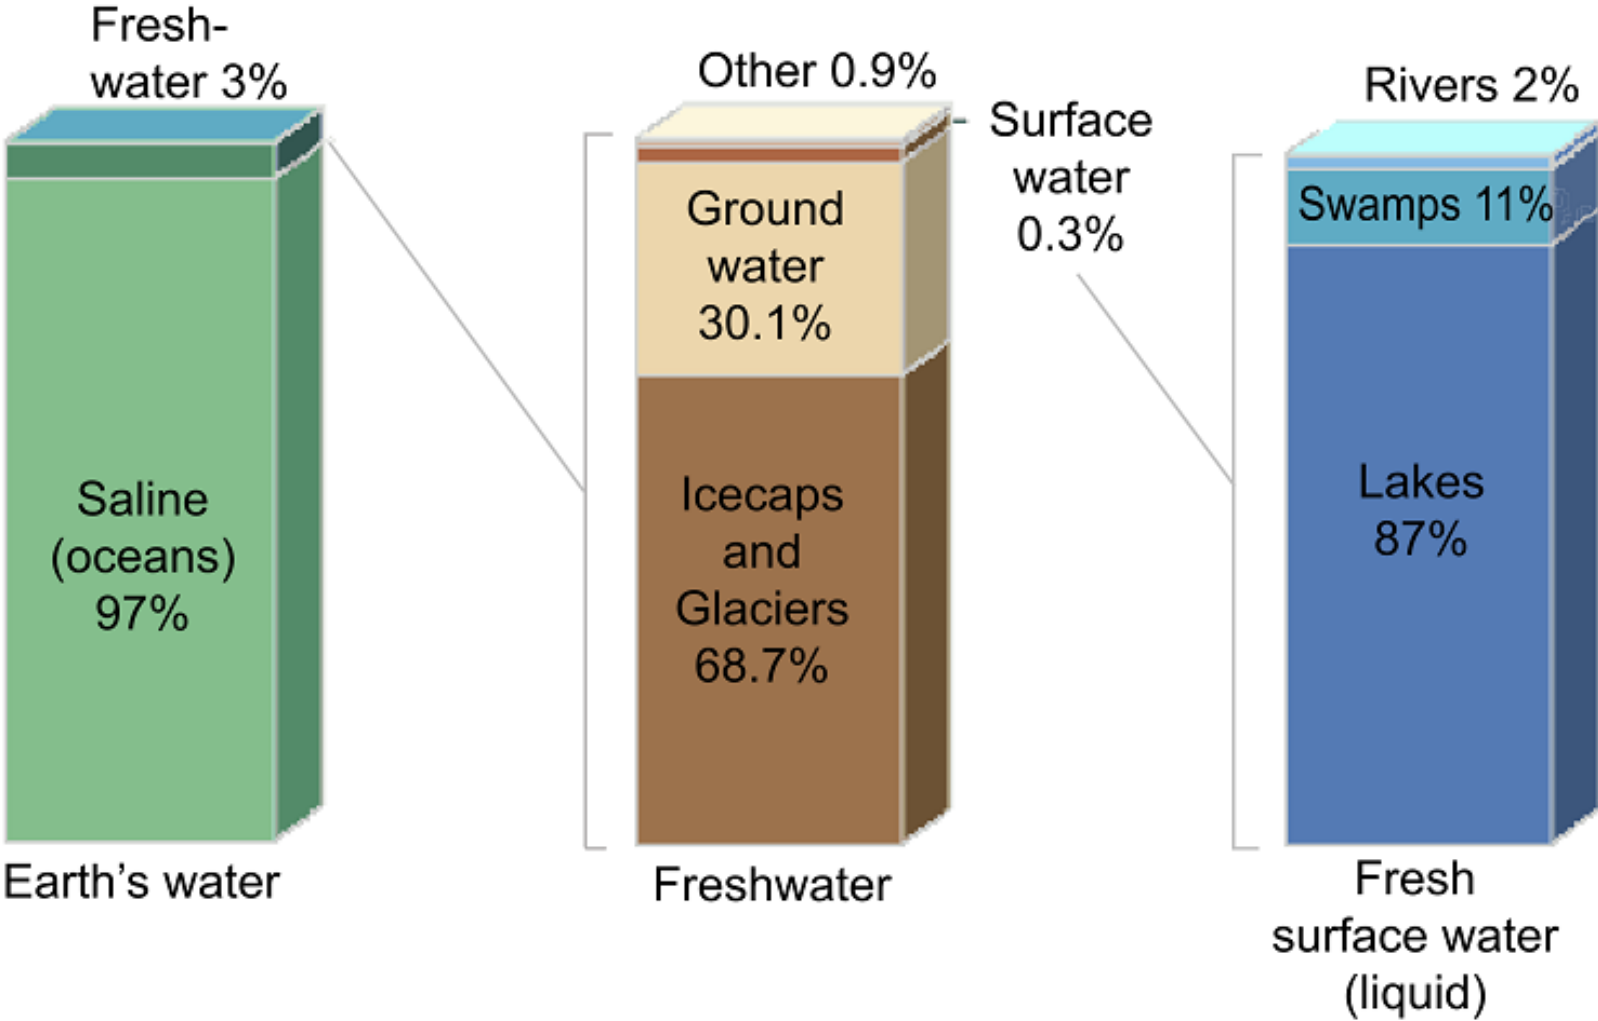 Fresh-
water 3%
Saline
(oceans)
97%
Earth’s water
Other 0.9%
Surface
water
0.3%
Ground
water
30.1%
Icecaps
and
Glaciers
68.7%
Freshwater
Rivers 2%
Swamps 11%
Lakes
87%
Fresh
surface water
(liquid)